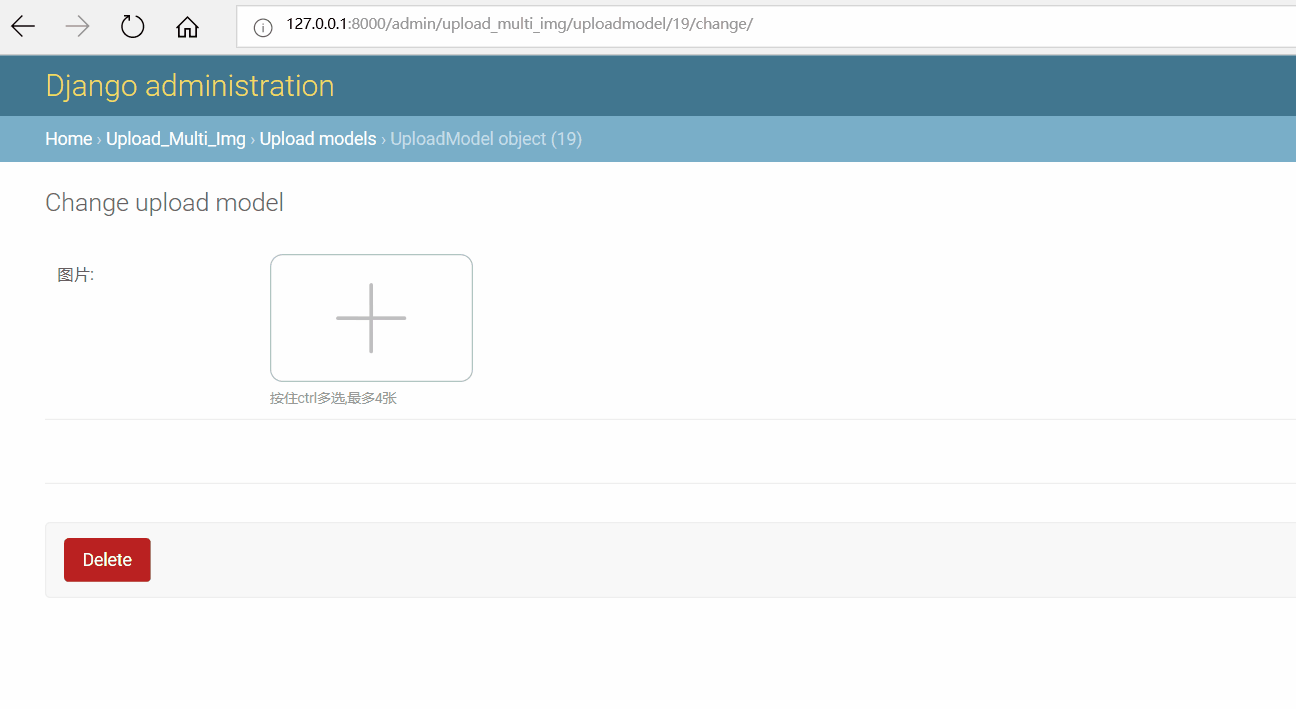 127.0.0.1:8000/admin/upload_multi_img/uploadmodel/19/change/
Django administration
Home › Upload_Multi_Img › Upload models › UploadModel object (19)
Change upload model
图片:
按住ctrl多选,最多4张
Delete